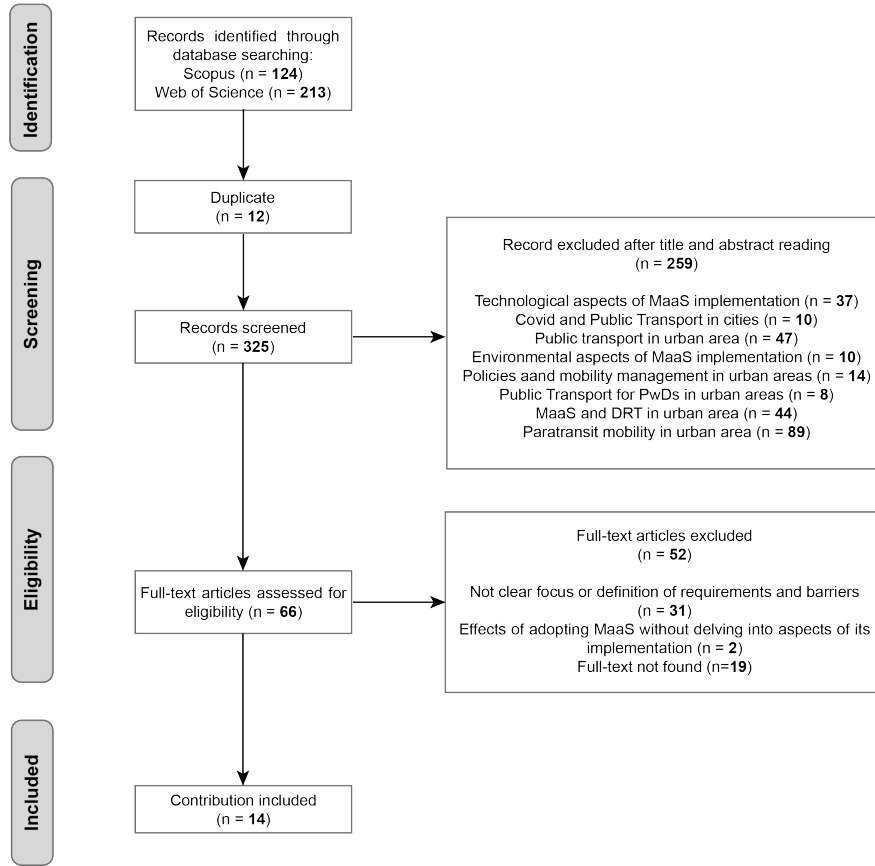 Identification
Records identified through
database searching:
Scopus (n = 124)
Web of Science (n = 213)
Screening
Duplicate
(n = 12)
Records screened
(n = 325)
Record excluded after title and abstract reading
(n = 259)
Technological aspects of MaaS implementation (n = 37)
Covid and Public Transport in cities (n = 10)
Public transport in urban area (n = 47)
Environmental aspects of MaaS implementation (n = 10)
Policies aand mobility management in urban areas (n = 14)
Public Transport for PwDs in urban areas (n = 8)
MaaS and DRT in urban area (n = 44)
Paratransit mobility in urban area (n = 89)
Eligibility
Full-text articles assessed for
eligibility (n = 66)
Full-text articles excluded
(n = 52)
Not clear focus or definition of requirements and barriers
(n = 31)
Effects of adopting MaaS without delving into aspects of its
implementation (n = 2)
Full-text not found (n=19)
Included
Contribution included
(n = 14)